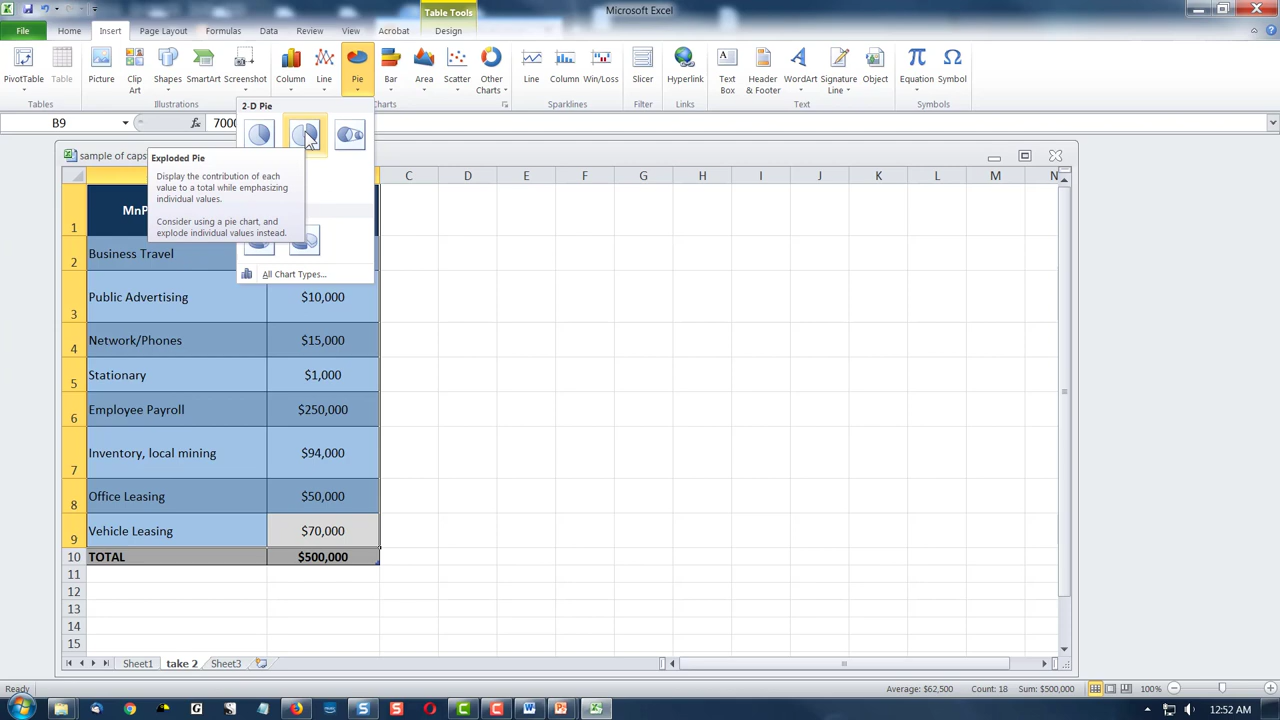 Table Tools
Microsoft Excel
File
Home
Insert
Page Layout
Formulas
Data
Review
View
Acrobat
Design
PivotTable
Table
Picture
Clip Art
Shapes
SmartArt
Screenshot
Column
Line
Pie
Bar
Area
Scatter
Other Charts
Line
Column
Win/Loss
Slicer
Hyperlink
Text Box
Header & Footer
WordArt
Signature Line
Object
Equation
Symbol
Tables
Illustrations
Charts
Sparklines
Filter
Links
Text
Symbols
2-D Pie
B9
fx
7000
sample of caps
Exploded Pie
Display the contribution of each
value to a total while emphasizing
individual values.
Consider using a pie chart, and
explode individual values instead.
All Chart Types...
C D E F G H I J K L M N
1 MnP
2 Business Travel
3 Public Advertising $10,000
4 Network/Phones $15,000
5 Stationary $1,000
6 Employee Payroll $250,000
7 Inventory, local mining $94,000
8 Office Leasing $50,000
9 Vehicle Leasing $70,000
10 TOTAL $500,000
11
12
13
14
15
Sheet1 take 2 Sheet3
Ready
Average: $62,500 Count: 18 Sum: $500,000 100%
12:52 AM